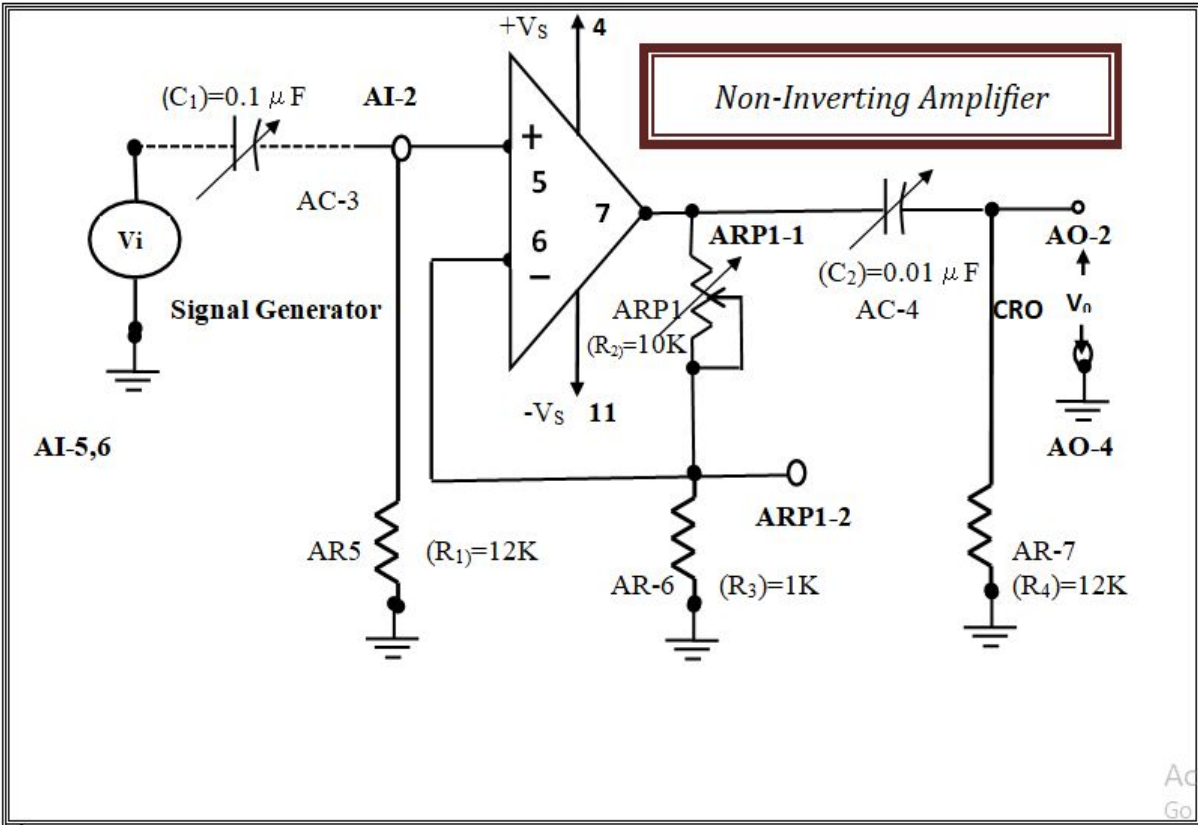 +VS 4
Non-Inverting Amplifier
(C1)=0.1 μF
AI-2
AC-3
+
5
7
6
−
Vi
Signal Generator
ARP1-1
AO-2
(C2)=0.01 μF
AC-4
CRO
V0
ARP1
(R2)=10K
-VS 11
AI-5,6
AO-4
ARP1-2
AR5
(R1)=12K
AR-6
(R3)=1K
AR-7
(R4)=12K
Ac
Go